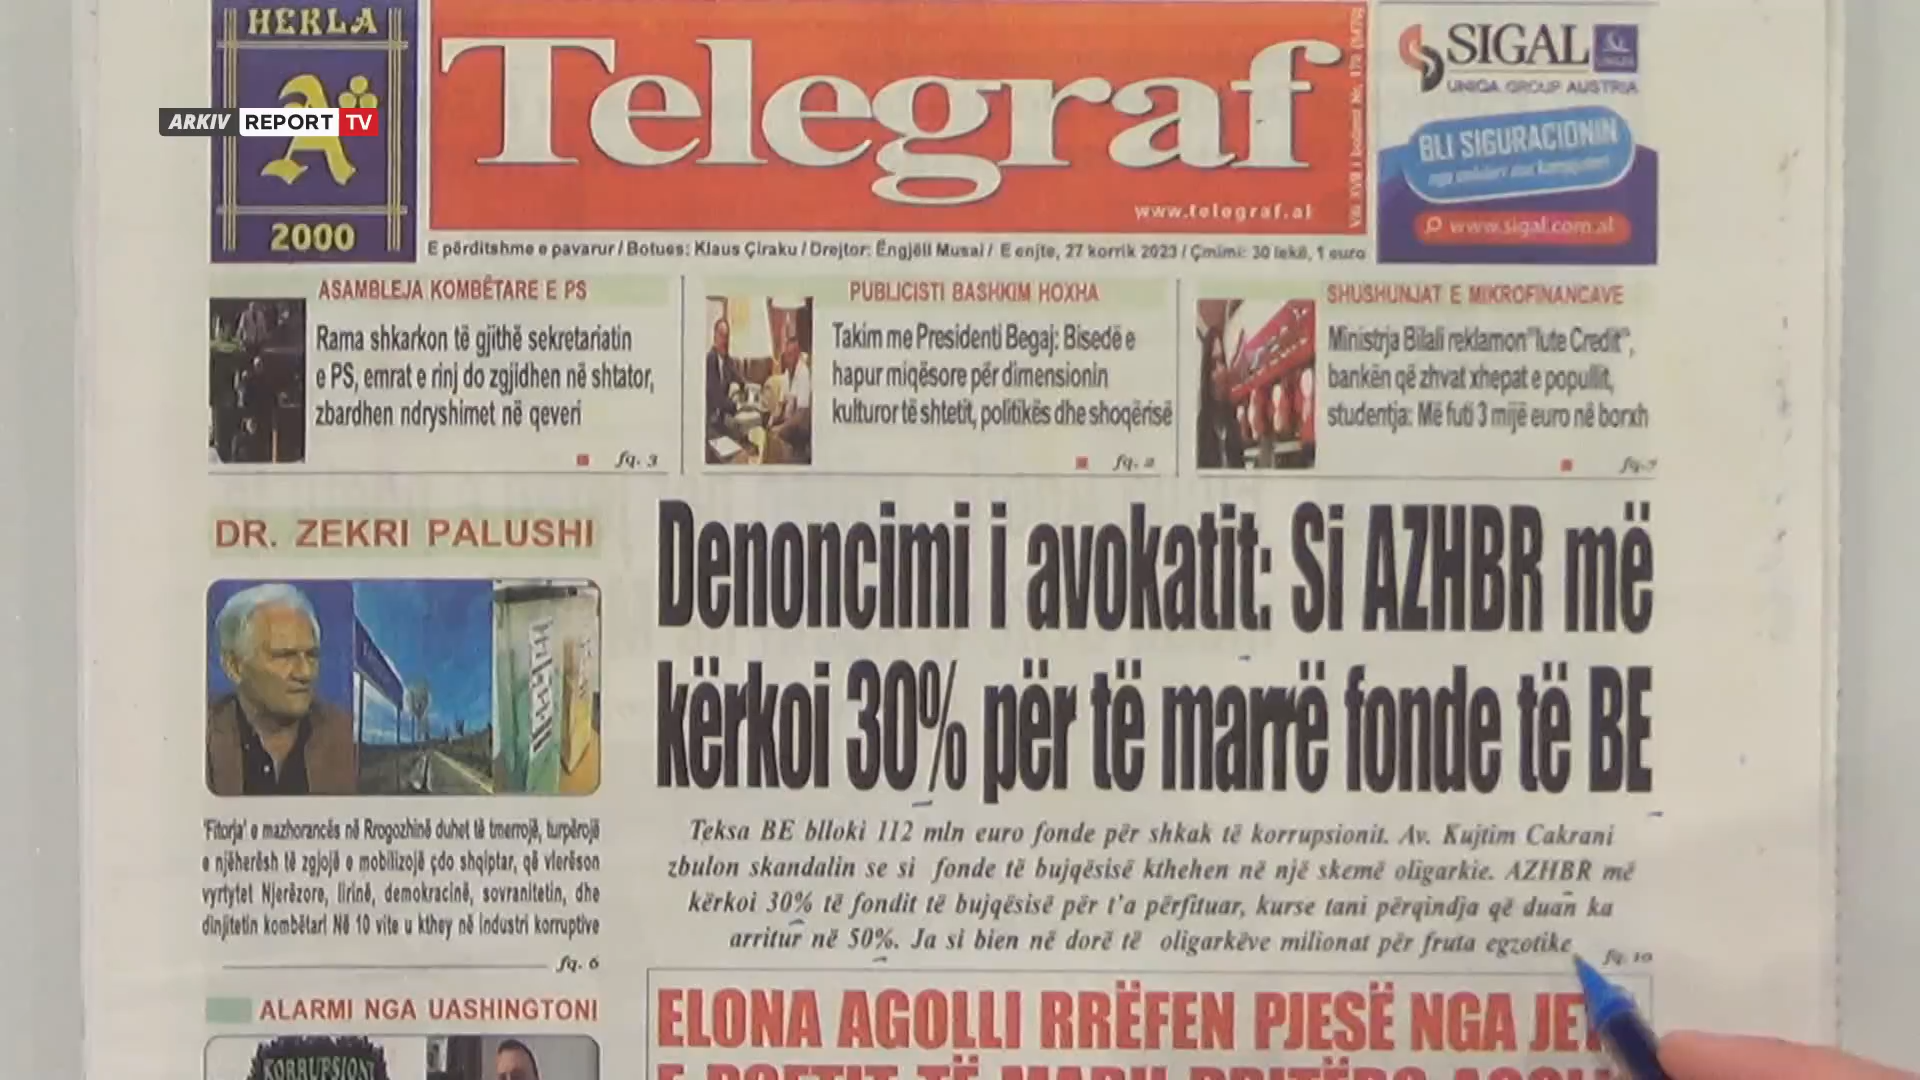 HEKLA
A
2000
ARKIV REPORT TV
Telegraf
www.telegraf.al
SIGAL
UNIQA GROUP AUSTRIA
BLI SIGURACIONIN
www.sigal.com.al
E përditshme e pavarur / Botues: Klaus Çiraku / Drejtor: Ëngjëll Musai / E enjte, 27 korrik 2023 / Çmimi: 30 lekë, 1 euro
ASAMBLEJA KOMBËTARE E PS
Rama shkarkon të gjithë sekretariatin
e PS, emrat e rinj do zgjidhen në shtator,
zbardhen ndryshimet në qeveri
fq. 3
PUBLICISTI BASHKIM HOXHA
Takim me Presidenti Begaj: Bisedë e
hapur miqësore për dimensionin
kulturor të shtetit, politikës dhe shoqërisë
fq.
SHUSHUNJAT E MIKROFINANCAVE
Ministrja Bilali reklamon "Iute Credit",
bankën që zhvat xhepat e popullit,
studentja: Më futi 3 mijë euro në borxh
fq.7
DR. ZEKRI PALUSHI
'Fitorja' e mazhorancës në Rrogozhinë duhet të tmerrojë, turpërojë
e njëherësh të zgjojë e mobilizojë çdo shqiptar, që vlerëson
vyrtytet Njerëzore, lirinë, demokracinë, sovranitetin, dhe
dinjitetin kombëtar! Në 10 vite u kthey në industri korruptive
fq. 6
ALARMI NGA UASHINGTONI
KORRUPSIONI
Denoncimi i avokatit: Si AZHBR më
kërkoi 30% për të marrë fonde të BE
Teksa BE blloki 112 mln euro fonde për shkak të korrupsionit. Av. Kujtim Cakrani
zbulon skandalin se si fonde të bujqësisë kthehen në një skemë oligarkie. AZHBR më
kërkoi 30% të fondit të bujqësisë për t'a përfituar, kurse tani përqindja që duan ka
arritur në 50%. Ja si bien në dorë të oligarkëve milionat për fruta egzotike
fq. 10
ELONA AGOLLI RRËFEN PJESË NGA